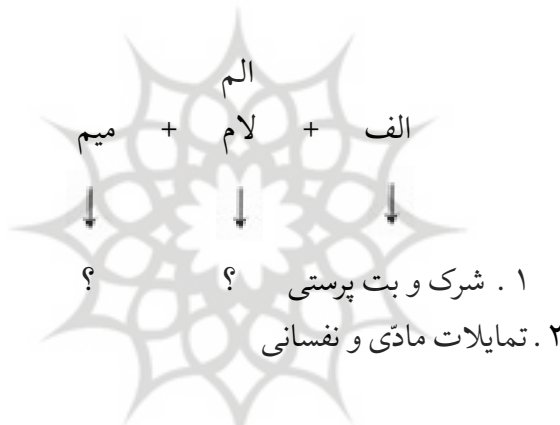 الم
الف + لام + میم
۱ . شرک و بت پرستی ؟ ؟
۲ . تمایلات مادّی و نفسانی